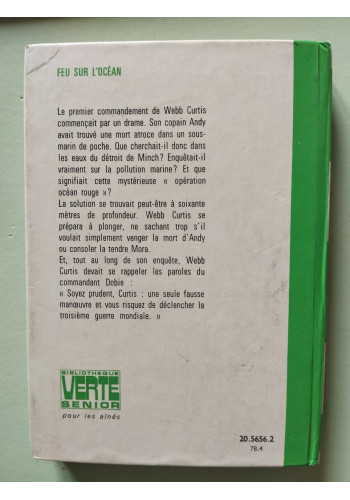 FEU SUR L'OCÉAN
Le premier commandement de Webb Curtis
commençait par un drame. Son copain Andy
avait trouvé une mort atroce dans un sous-
marin de poche. Que cherchait-il donc dans
les eaux du détroit de Minch? Enquêtait-il
vraiment sur la pollution marine? Et que
signifiait cette mystérieuse « opération
océan rouge »?
La solution se trouvait peut-être à soixante
mètres de profondeur. Webb Curtis se
prépara à plonger, ne sachant trop s'il
voulait simplement venger la mort d'Andy
ou consoler la tendre Mora.
Et, tout au long de son enquête, Webb
Curtis devait se rappeler les paroles du
commandant Debie :
« Soyez prudent, Curtis : une seule fausse
manœuvre et vous risquez de déclencher la
troisième guerre mondiale. »
BIBLIOTHEQUE
VERTE
SENIOR
pour les aînés
20.5656.2
78.4